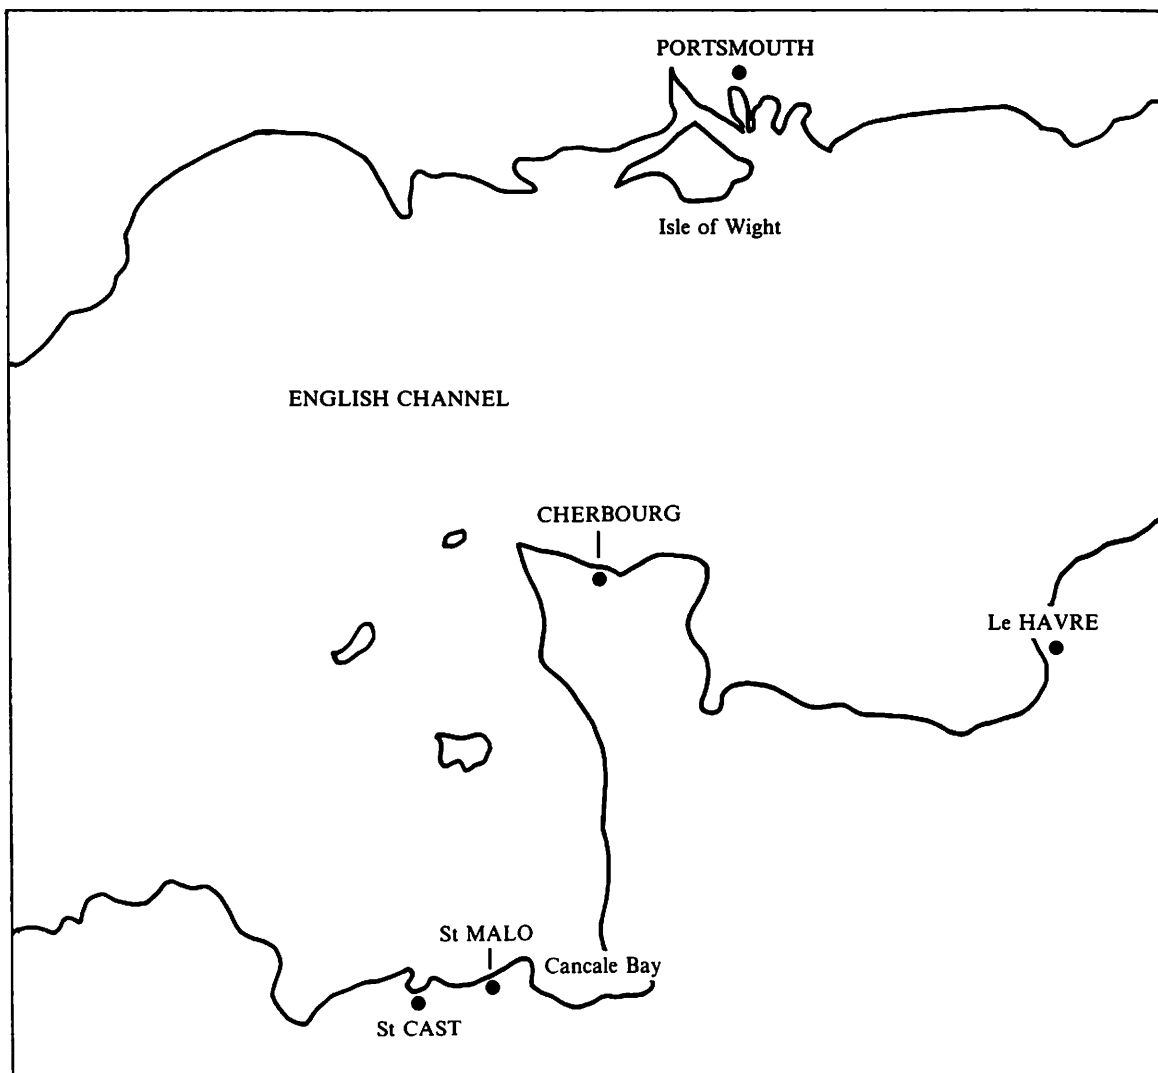 PORTSMOUTH
Isle of Wight
ENGLISH CHANNEL
CHERBOURG
Le HAVRE
St MALO
Cancale Bay
St CAST